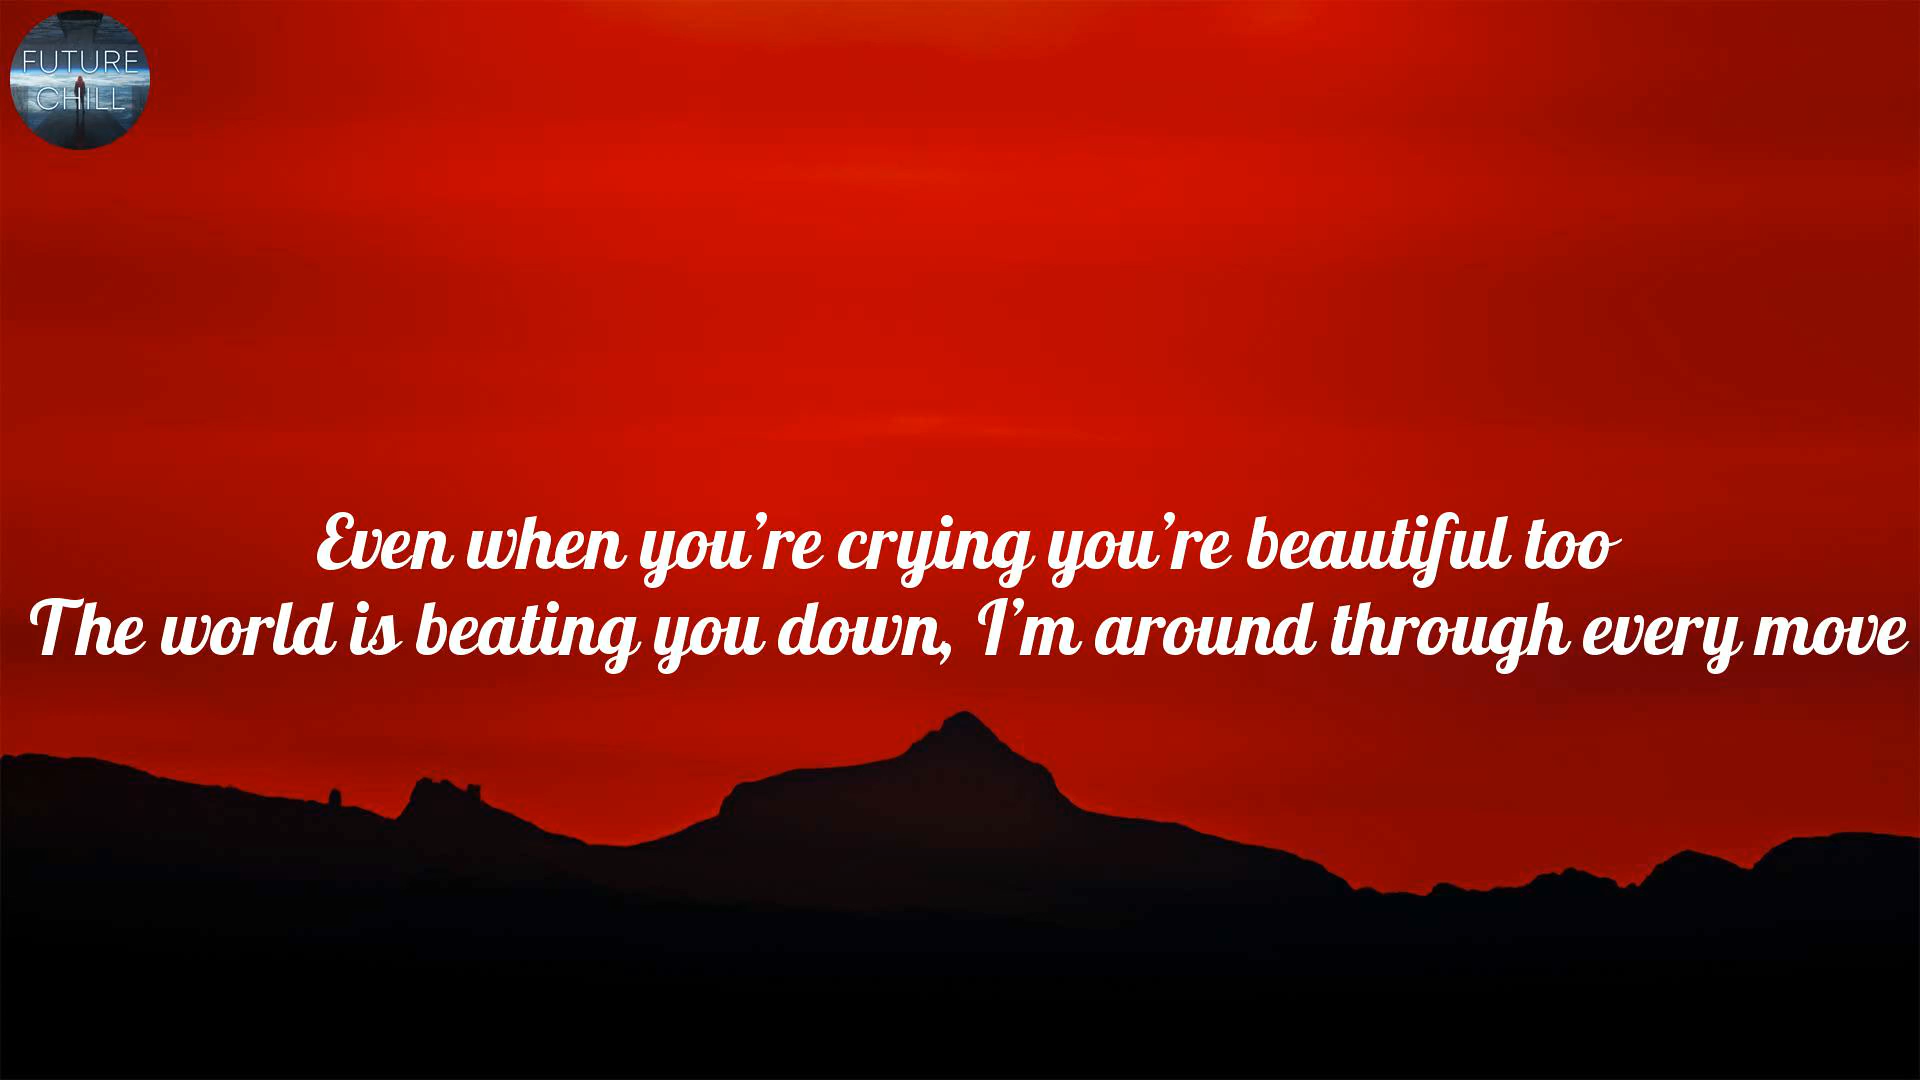 FUTURE
CHILL
Even when you're crying you're beautiful too
The world is beating you down, I'm around through every move